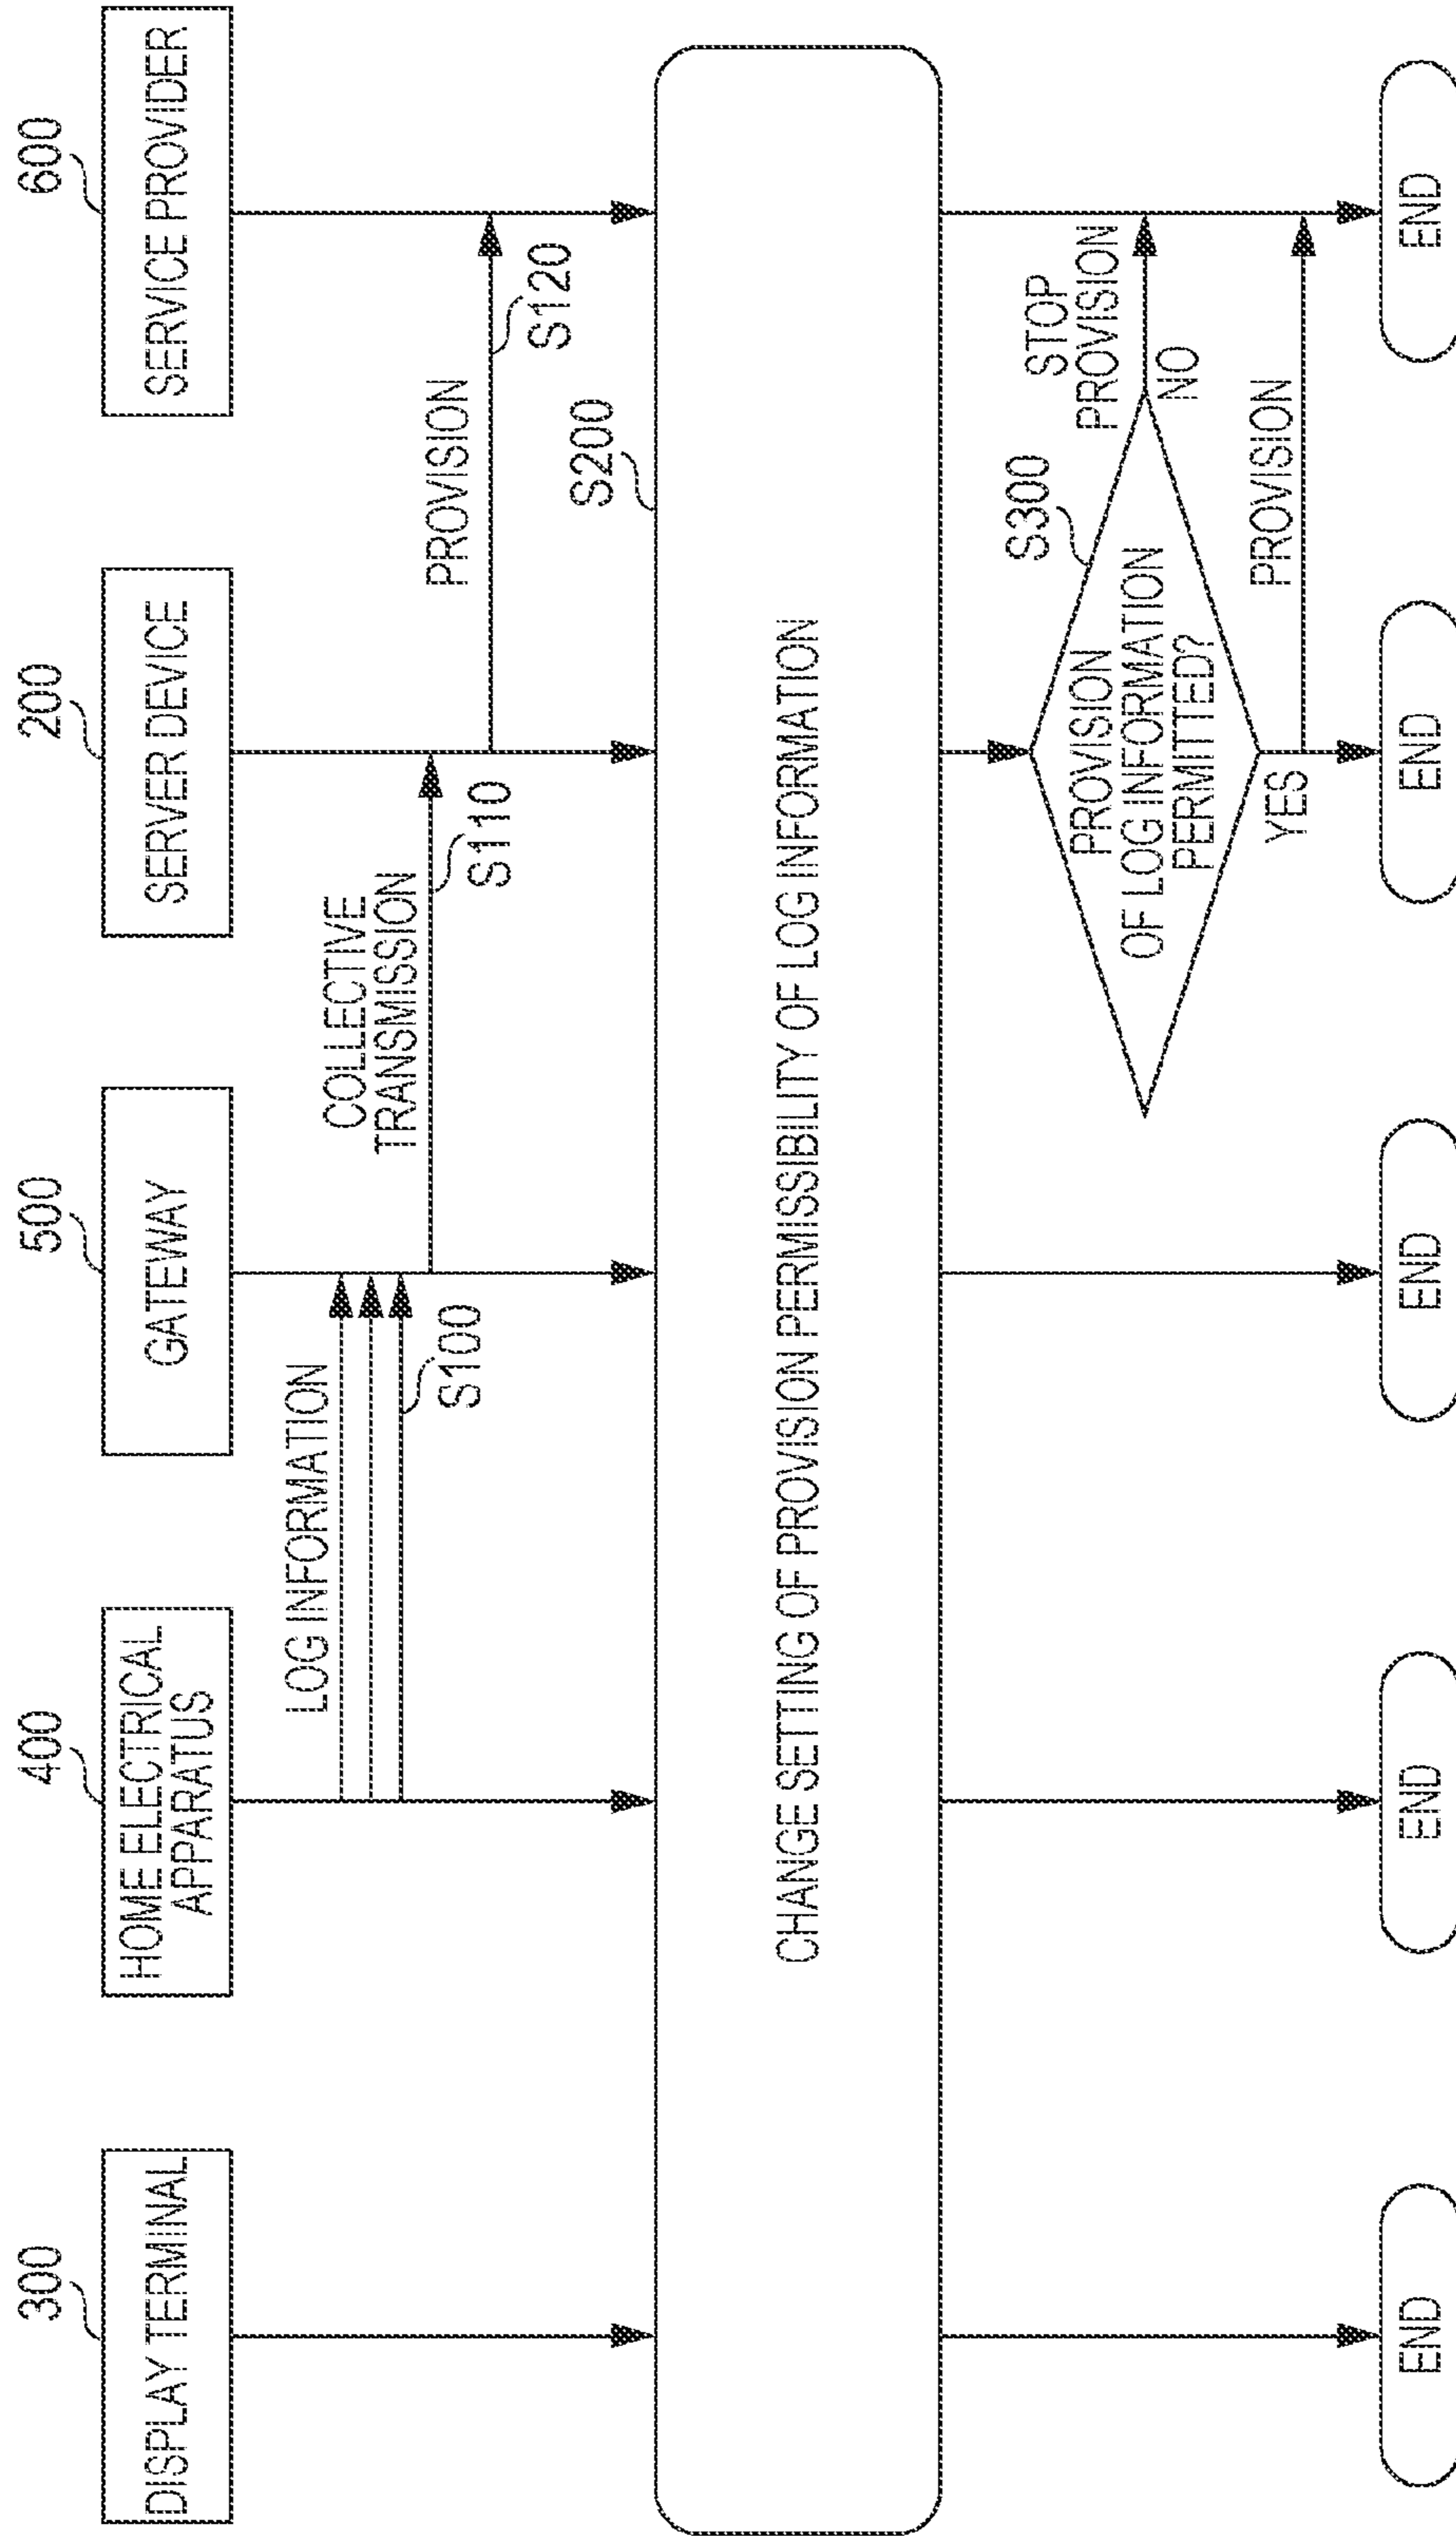 300
400
500
200
600
DISPLAY TERMINAL
HOME ELECTRICAL
APPARATUS
GATEWAY
SERVER DEVICE
SERVICE PROVIDER
LOG INFORMATION
S100
COLLECTIVE
TRANSMISSION
S110
PROVISION
S120
S200
CHANGE SETTING OF PROVISION PERMISSIBILITY OF LOG INFORMATION
S300
PROVISION
OF LOG INFORMATION
PERMITTED?
STOP
PROVISION
NO
YES
PROVISION
END
END
END
END
END